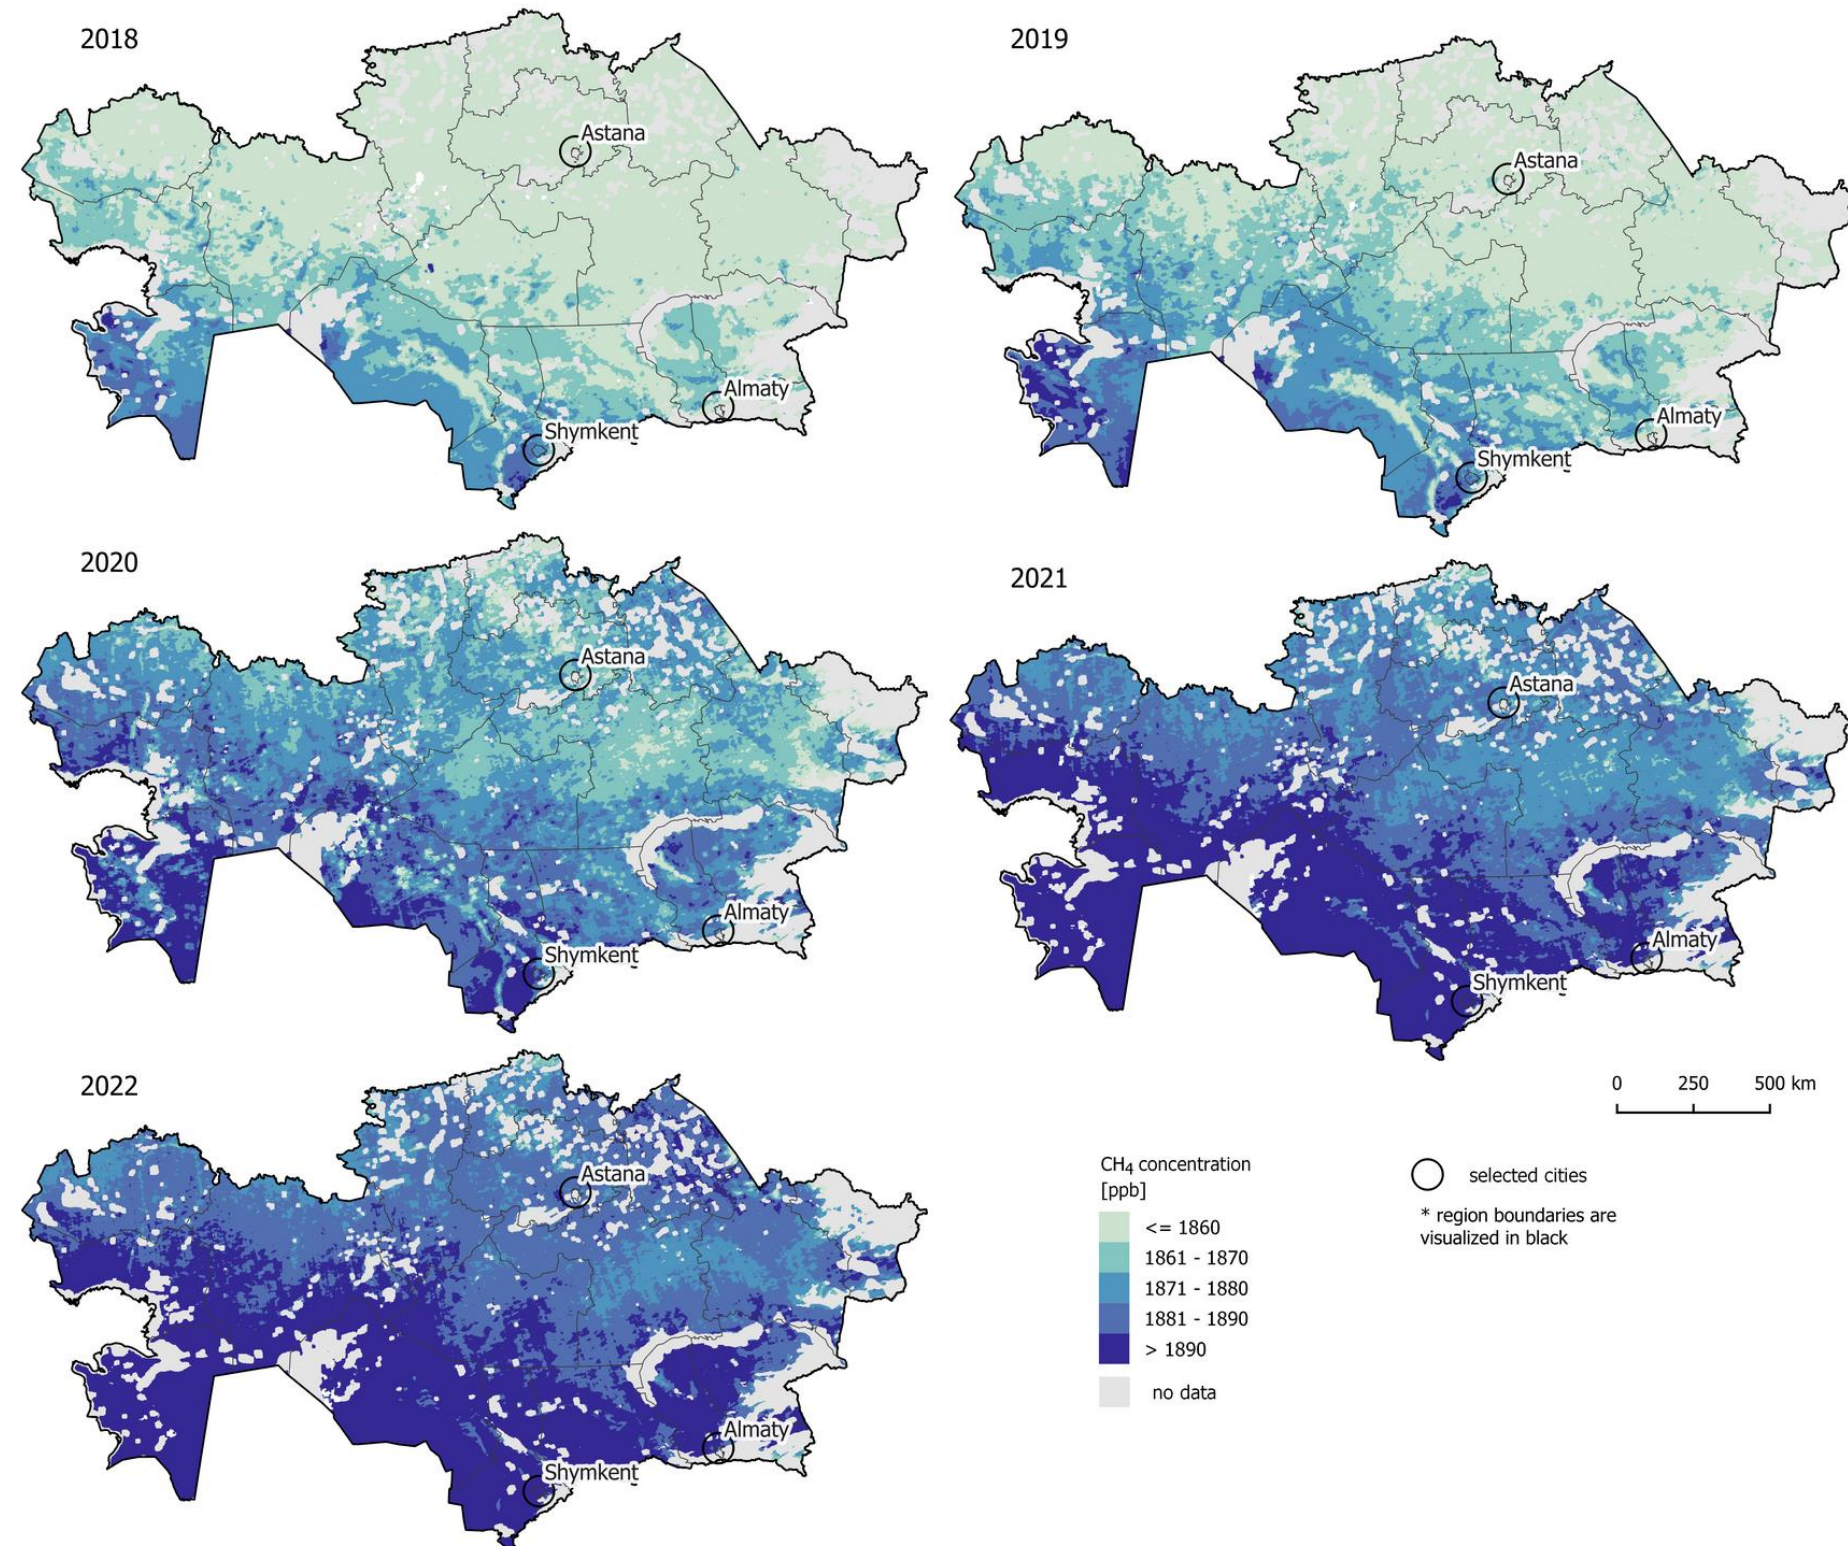 2018
Astana
Almaty
Shymkent
2019
Astana
Almaty
Shymkent
2020
Astana
Almaty
Shymkent
2021
Astana
Almaty
Shymkent
2022
Astana
Almaty
Shymkent
0 250 500 km
CH4 concentration
[ppb]
<= 1860
1861 - 1870
1871 - 1880
1881 - 1890
> 1890
no data
selected cities
* region boundaries are
visualized in black